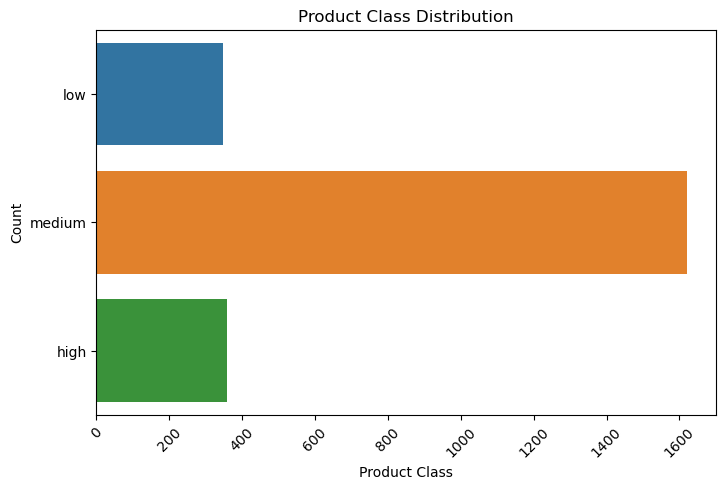 Product Class Distribution
low
medium
high
Count
0
200
400
600
800
1000
1200
1400
1600
Product Class